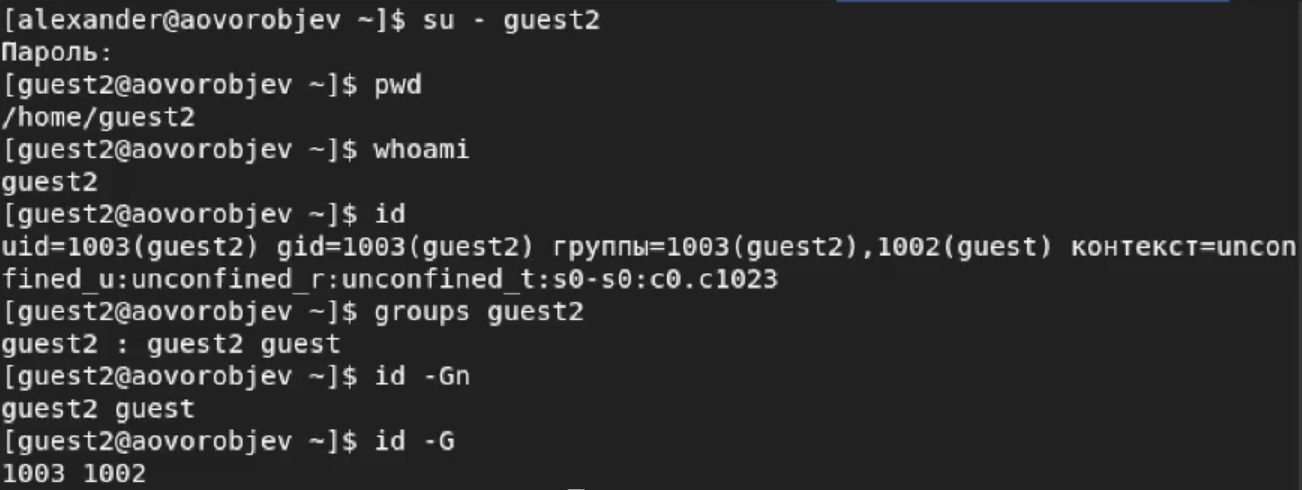 [alexander@aovorobjev ~]$ su - guest2
Пароль:
[guest2@aovorobjev ~]$ pwd
/home/guest2
[guest2@aovorobjev ~]$ whoami
guest2
[guest2@aovorobjev ~]$ id
uid=1003(guest2) gid=1003(guest2) группы=1003(guest2),1002(guest) контекст=uncon
fined_u:unconfined_r:unconfined_t:s0-s0:c0.c1023
[guest2@aovorobjev ~]$ groups guest2
guest2 : guest2 guest
[guest2@aovorobjev ~]$ id -Gn
guest2 guest
[guest2@aovorobjev ~]$ id -G
1003 1002